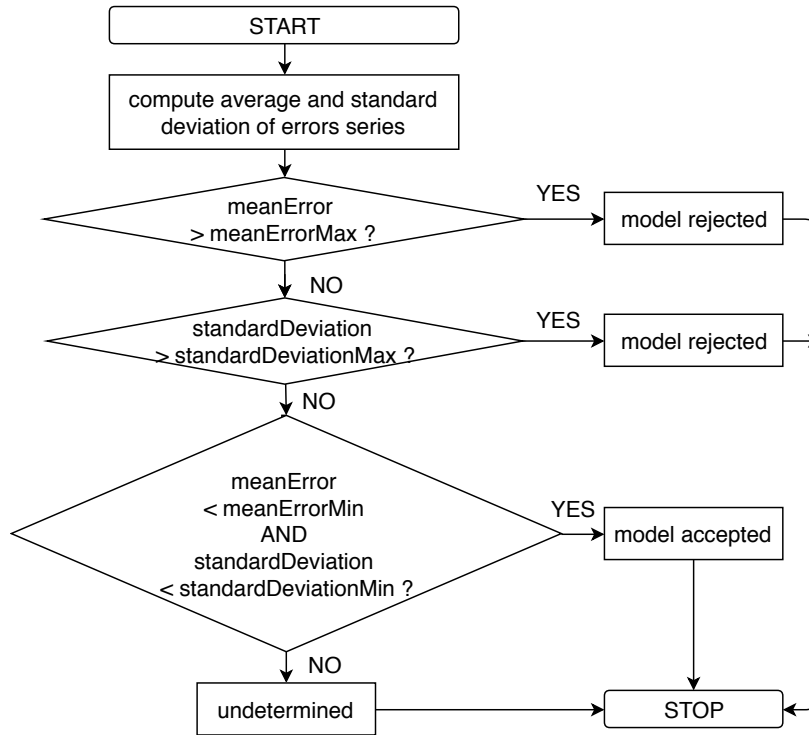 START
compute average and standard
deviation of errors series
meanError
> meanErrorMax ?
YES
model rejected
NO
standardDeviation
> standardDeviationMax ?
YES
model rejected
NO
meanError
< meanErrorMin
AND
standardDeviation
< standardDeviationMin ?
YES
model accepted
NO
undetermined
STOP